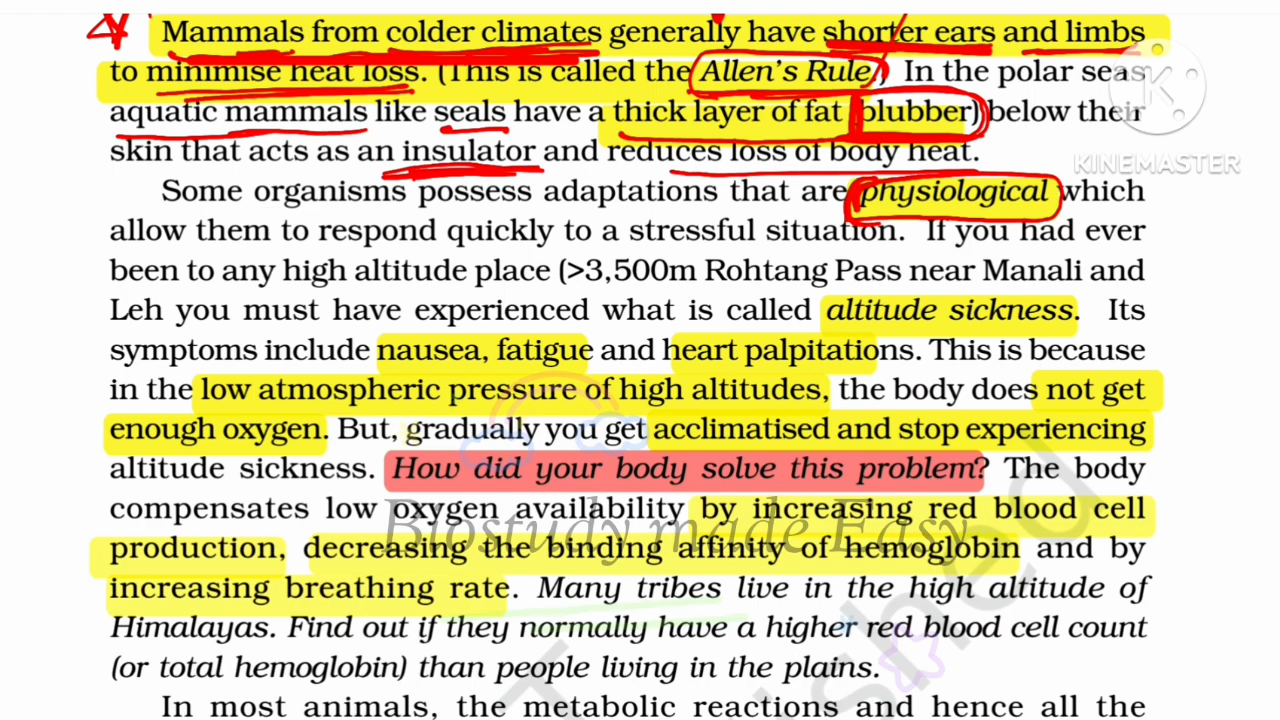 Mammals from colder climates generally have shorter ears and limbs
to minimise heat loss. (This is called the Allen's Rule.) In the polar seas
aquatic mammals like seals have a thick layer of fat (blubber) below their
skin that acts as an insulator and reduces loss of body heat.
KINEMASTER
Some organisms possess adaptations that are physiological which
allow them to respond quickly to a stressful situation. If you had ever
been to any high altitude place (>3,500m Rohtang Pass near Manali and
Leh you must have experienced what is called altitude sickness. Its
symptoms include nausea, fatigue and heart palpitations. This is because
in the low atmospheric pressure of high altitudes, the body does not get
enough oxygen. But, gradually you get acclimatised and stop experiencing
altitude sickness. How did your body solve this problem? The body
compensates low oxygen availability by increasing red blood cell
Biostudy made Easy
production, decreasing the binding affinity of hemoglobin and by
increasing breathing rate. Many tribes live in the high altitude of
Himalayas. Find out if they normally have a higher red blood cell count
(or total hemoglobin) than people living in the plains.
In most animals, the metabolic reactions and hence all the